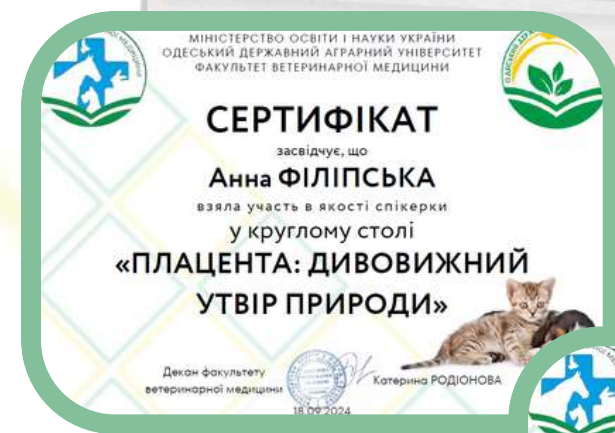 МІНІСТЕРСТВО ОСВІТИ І НАУКИ УКРАЇНИ
ОДЕСЬКИЙ ДЕРЖАВНИЙ АГРАРНИЙ УНІВЕРСИТЕТ
ФАКУЛЬТЕТ ВЕТЕРИНАРНОЇ МЕДИЦИНИ
СЕРТИФІКАТ
засвідчує, що
Анна ФІЛІПСЬКА
взяла участь в якості спікерки
у круглому столі
«ПЛАЦЕНТА: ДИВОВИЖНИЙ
УТВІР ПРИРОДИ»
Декан факультету
ветеринарної медицини
Катерина РОДІОНОВА
18.09.2024